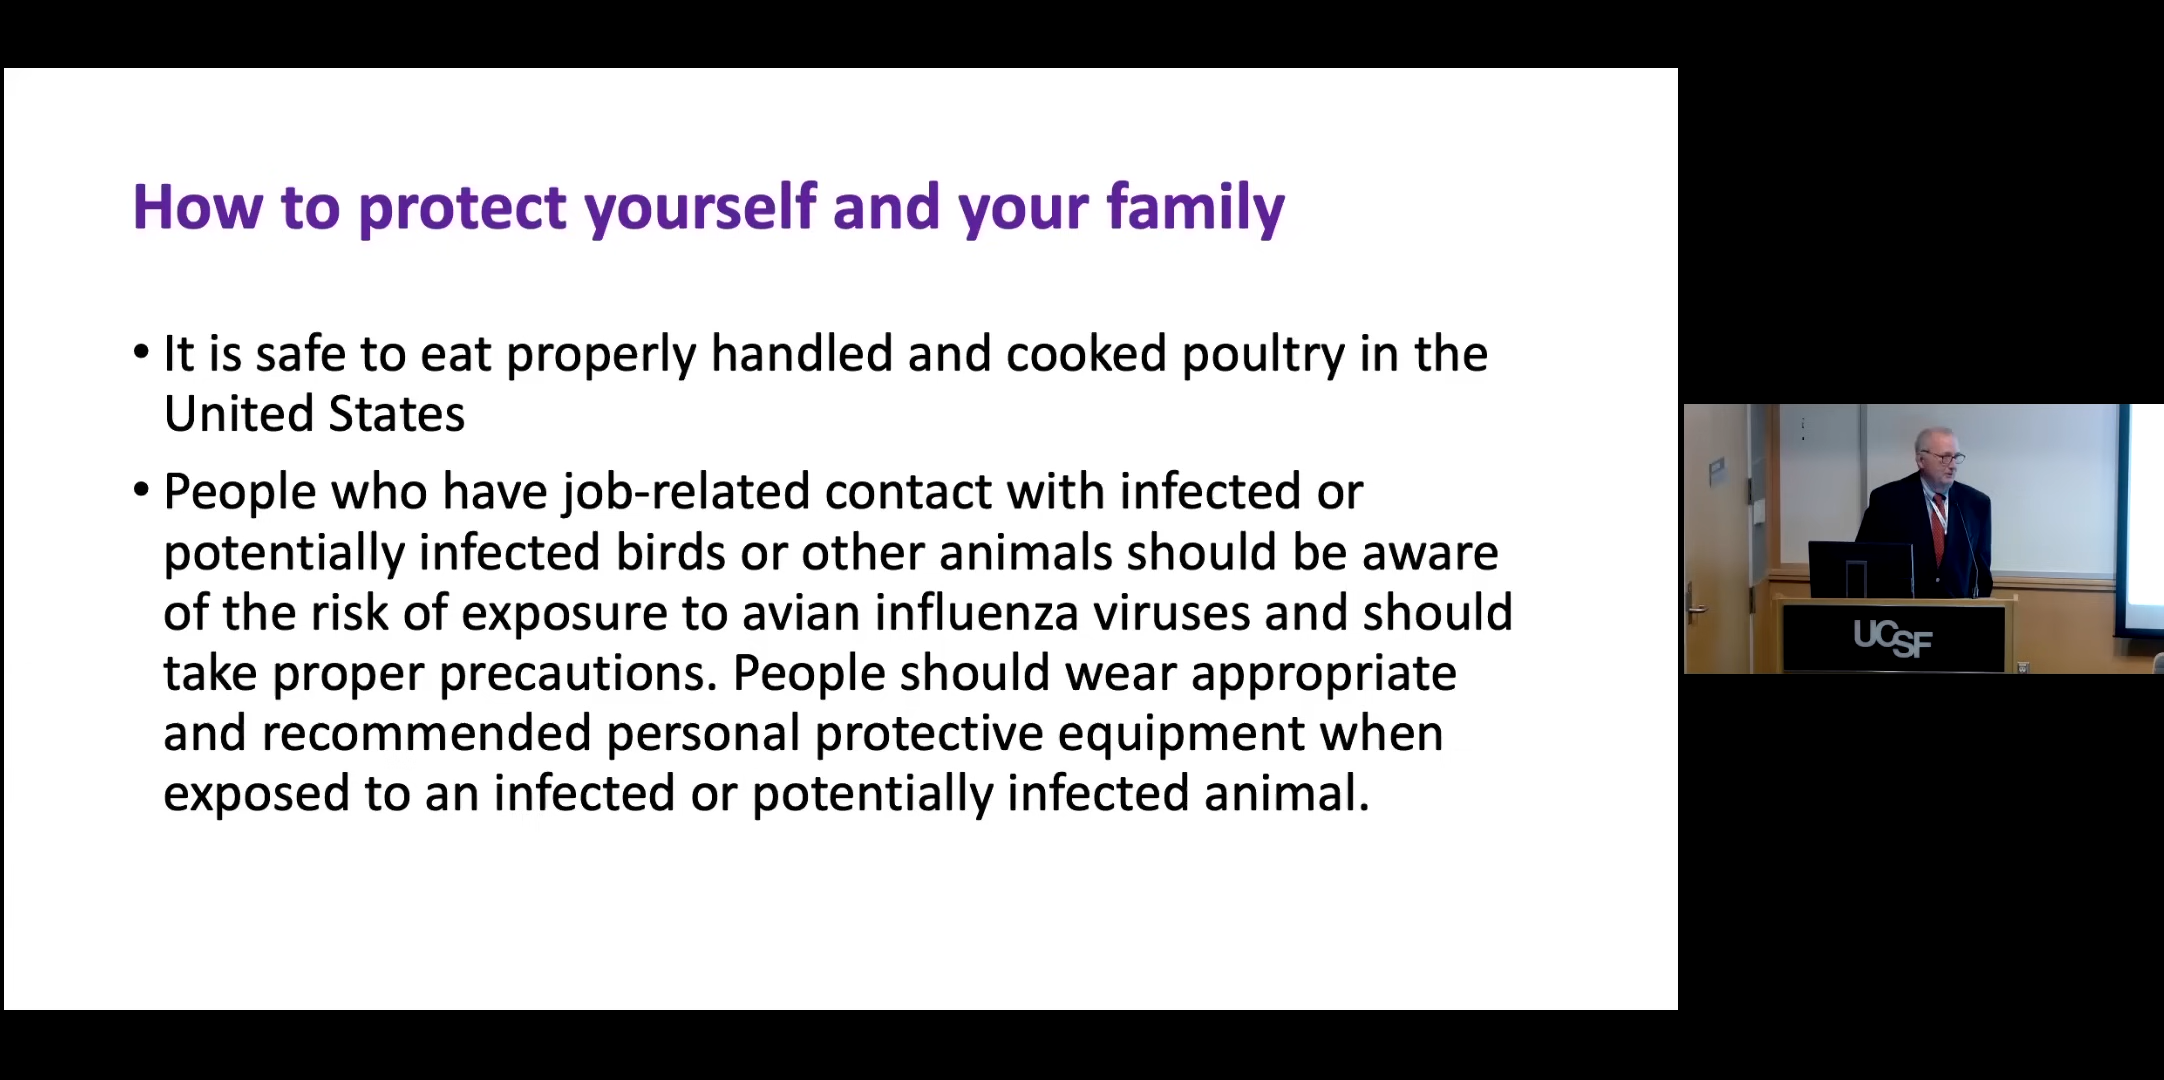 How to protect yourself and your family
• It is safe to eat properly handled and cooked poultry in the
United States
• People who have job-related contact with infected or
potentially infected birds or other animals should be aware
of the risk of exposure to avian influenza viruses and should
take proper precautions. People should wear appropriate
and recommended personal protective equipment when
exposed to an infected or potentially infected animal.
UCSF